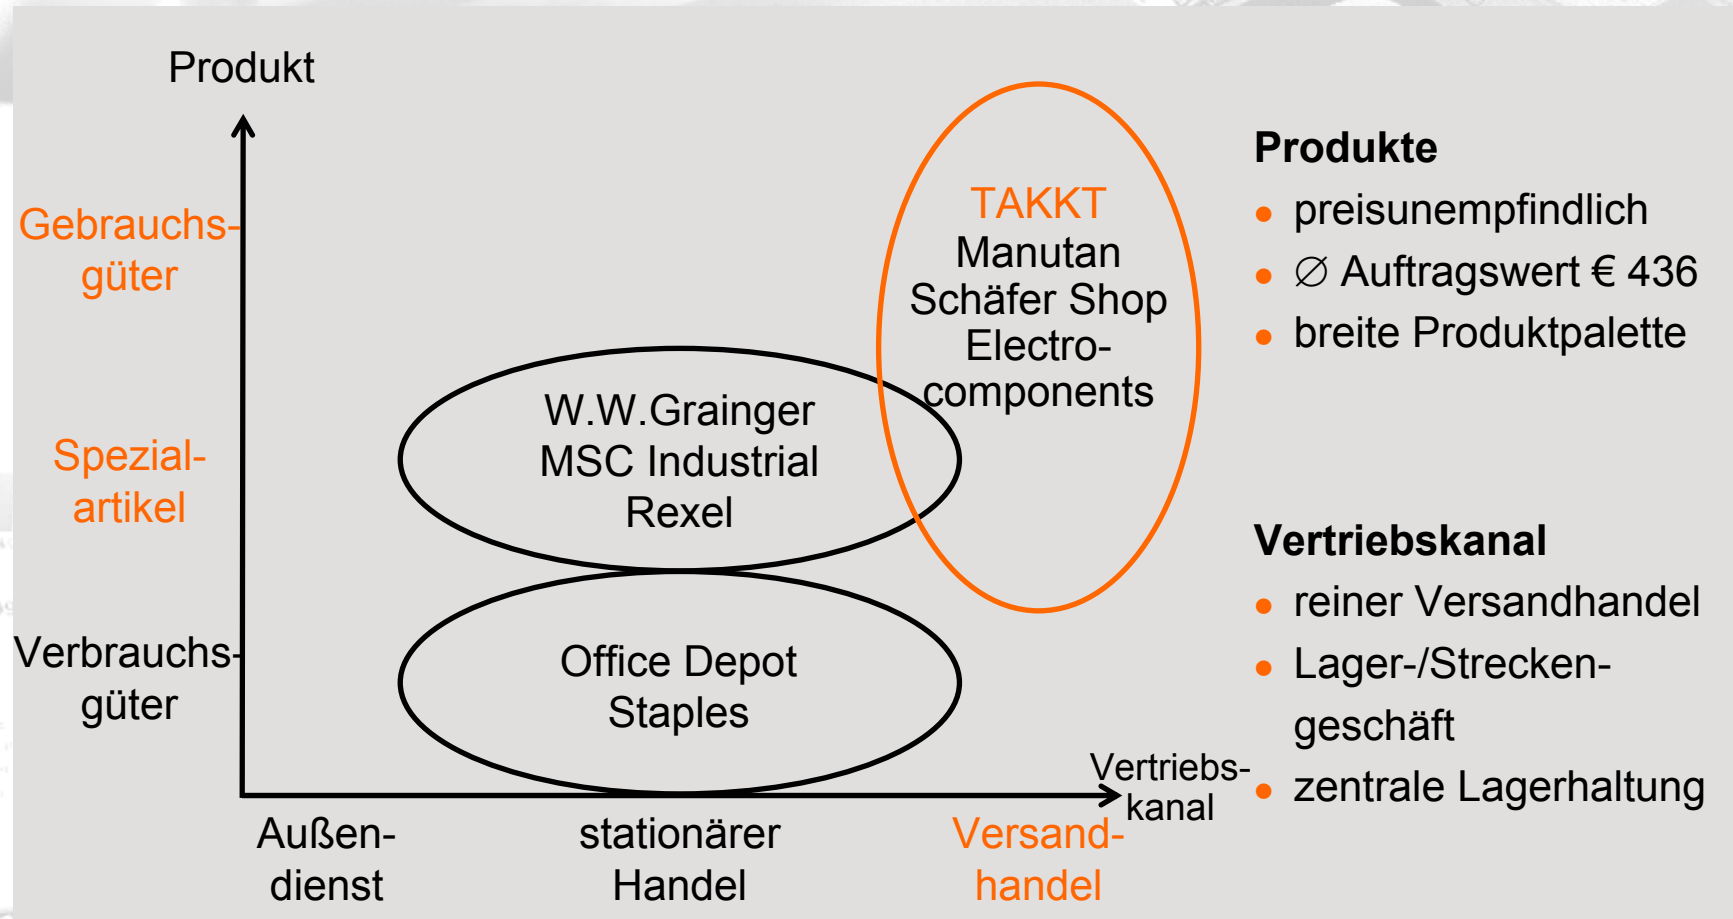 Produkt
Gebrauchs-
güter
Spezial-
artikel
Verbrauchs-
güter
TAKKT
Manutan
Schäfer Shop
Electro-
components
W.W.Grainger
MSC Industrial
Rexel
Office Depot
Staples
Vertriebs-
kanal
Außen-
dienst
stationärer
Handel
Versand-
handel
Produkte
● preisunempfindlich
● ∅ Auftragswert € 436
● breite Produktpalette
Vertriebskanal
● reiner Versandhandel
● Lager-/Strecken-
geschäft
● zentrale Lagerhaltung